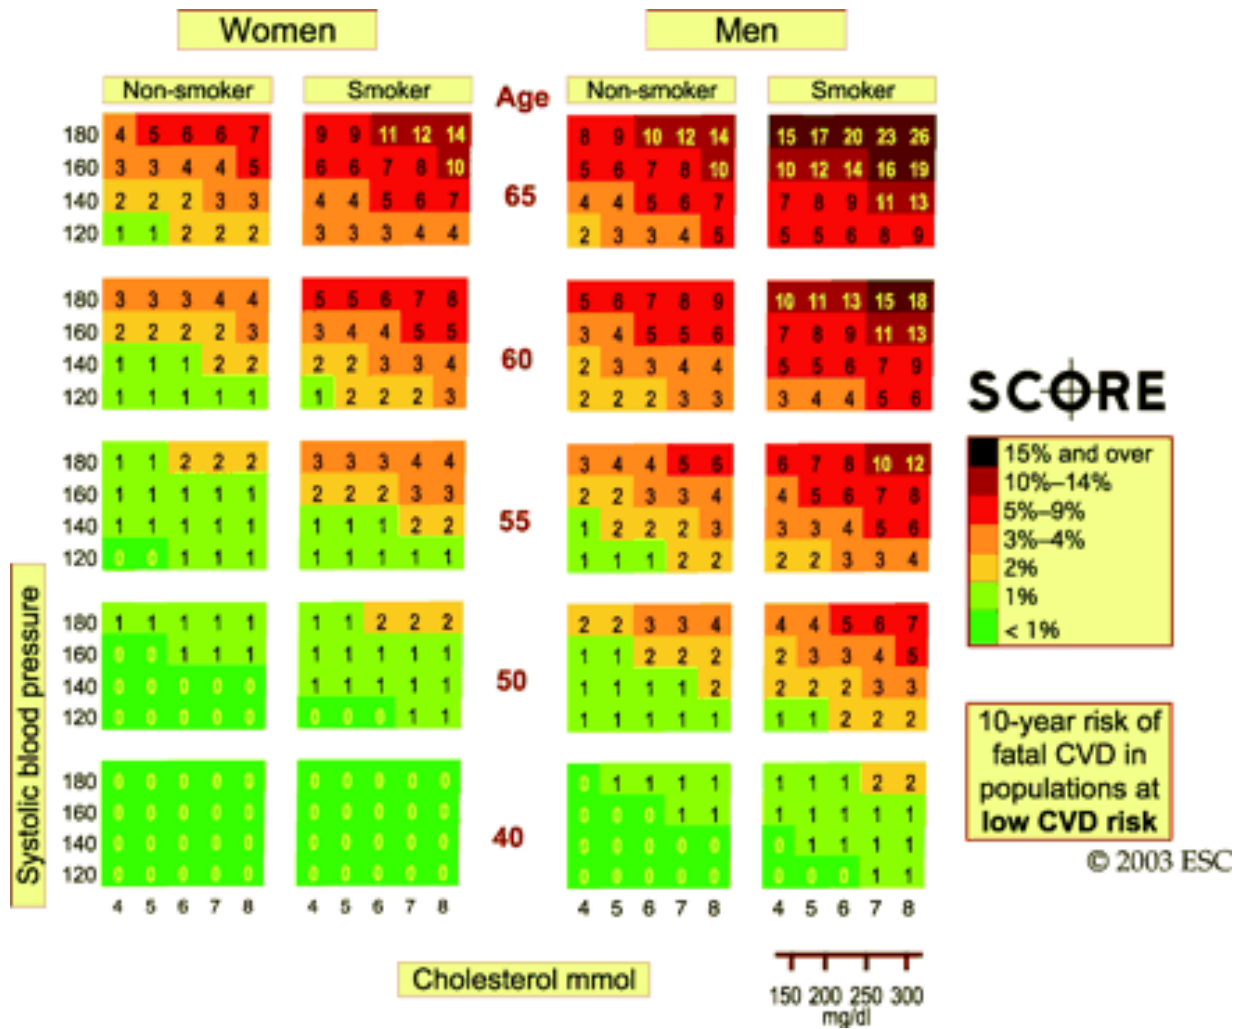 Women Men
Non-smoker Smoker Age Non-smoker Smoker
180 4 5 6 6 7 9 9 11 12 14 8 9 10 12 14 15 17 20 23 26
160 3 3 4 4 5 6 6 7 8 10 5 6 7 8 10 10 12 14 16 19
65
140 2 2 2 3 3 4 4 5 6 7 4 4 5 6 7 7 8 9 11 13
120 1 1 2 2 2 3 3 3 4 4 2 3 3 4 5 5 5 6 8 9
180 3 3 3 4 4 5 5 6 7 8 5 6 7 8 9 10 11 13 15 18
160 2 2 2 2 3 3 4 4 5 5 3 4 5 5 6 7 8 9 11 13
60
140 1 1 1 2 2 2 2 3 3 4 2 3 3 4 4 5 5 6 7 9
120 1 1 1 1 1 1 2 2 2 3 2 2 2 3 3 3 4 4 5 6
180 1 1 2 2 2 3 3 3 4 4 3 4 4 5 6 6 7 8 10 12
160 1 1 1 1 1 2 2 2 3 3 2 2 3 3 4 4 5 6 7 8
55
140 1 1 1 1 1 1 1 1 2 2 1 2 2 2 3 3 3 4 5 6
120 0 0 1 1 1 1 1 1 1 1 1 1 1 2 2 2 2 3 3 4
180 1 1 1 1 1 1 1 2 2 2 2 2 3 3 4 4 4 5 6 7
160 0 0 1 1 1 1 1 1 1 1 1 1 2 2 2 2 3 3 4 5
50
140 0 0 0 0 0 1 1 1 1 1 1 1 1 1 2 2 2 2 3 3
120 0 0 0 0 0 0 0 0 1 1 1 1 1 1 1 1 1 2 2 2
180 0 0 0 0 0 0 0 0 0 0 0 1 1 1 1 1 1 1 2 2
160 0 0 0 0 0 0 0 0 0 0 0 0 0 1 1 1 1 1 1 1
40
140 0 0 0 0 0 0 0 0 0 0 0 0 0 0 0 0 1 1 1 1
120 0 0 0 0 0 0 0 0 0 0 0 0 0 0 0 0 0 0 1 1
4 5 6 7 8 4 5 6 7 8 4 5 6 7 8 4 5 6 7 8
Systolic blood pressure
Cholesterol mmol
150 200 250 300
mg/dl
SCORE
15% and over
10%–14%
5%–9%
3%–4%
2%
1%
< 1%
10-year risk of
fatal CVD in
populations at
low CVD risk
© 2003 ESC